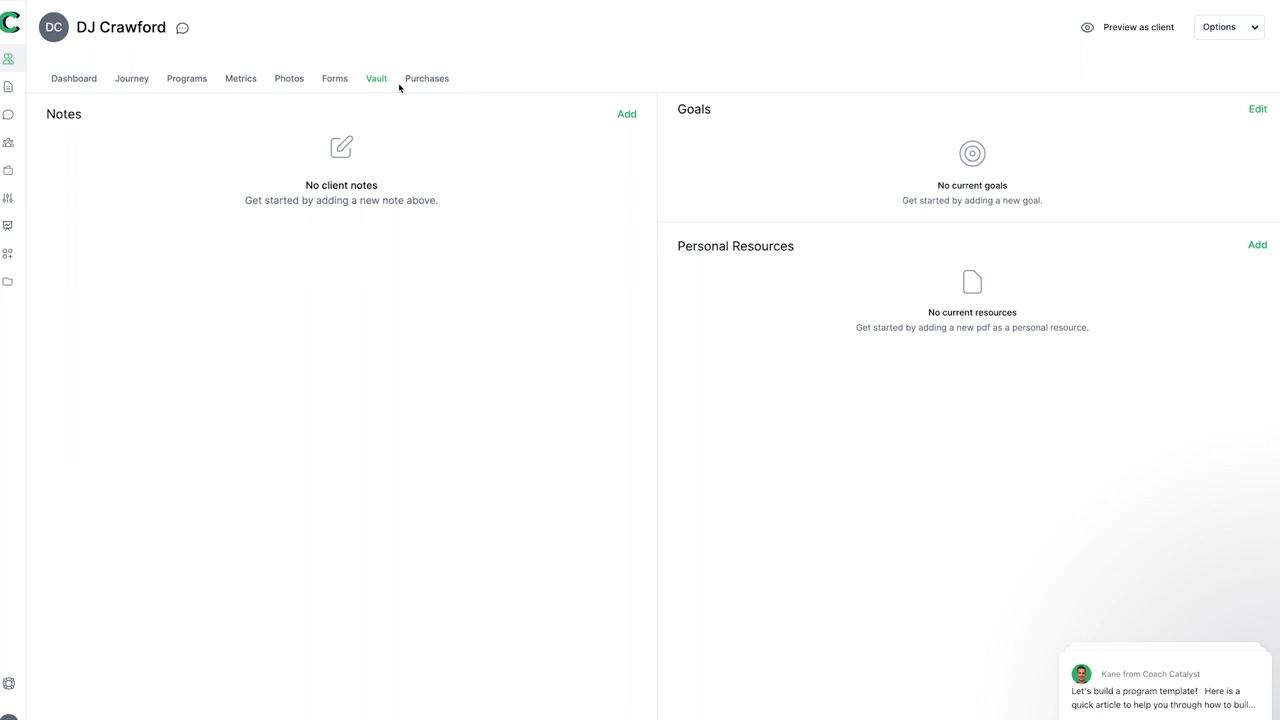 DC DJ Crawford
Preview as client
Options
Dashboard Journey Programs Metrics Photos Forms Vault Purchases
Notes
Add
No client notes
Get started by adding a new note above.
Goals
Edit
No current goals
Get started by adding a new goal.
Personal Resources
Add
No current resources
Get started by adding a new pdf as a personal resource.
Kane from Coach Catalyst
Let's build a program template! Here is a
quick article to help you through how to buil...